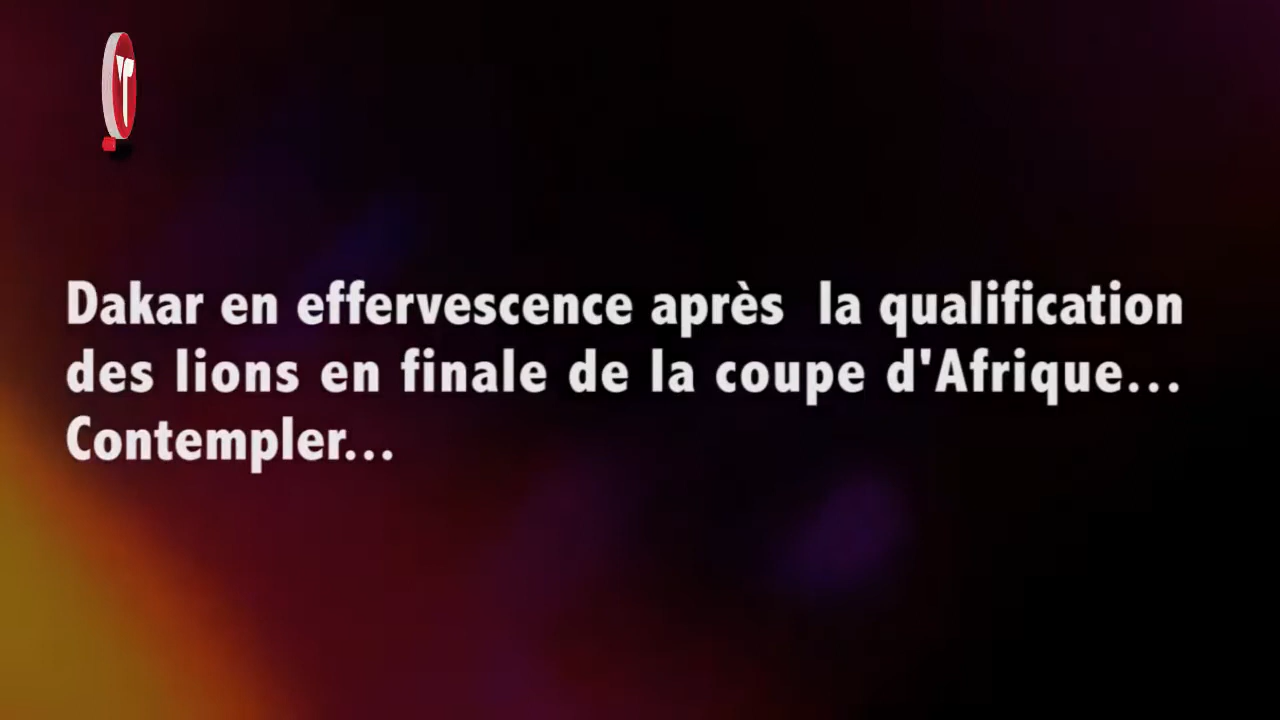 Dakar en effervescence après  la qualification
des lions en finale de la coupe d'Afrique...
Contempler...